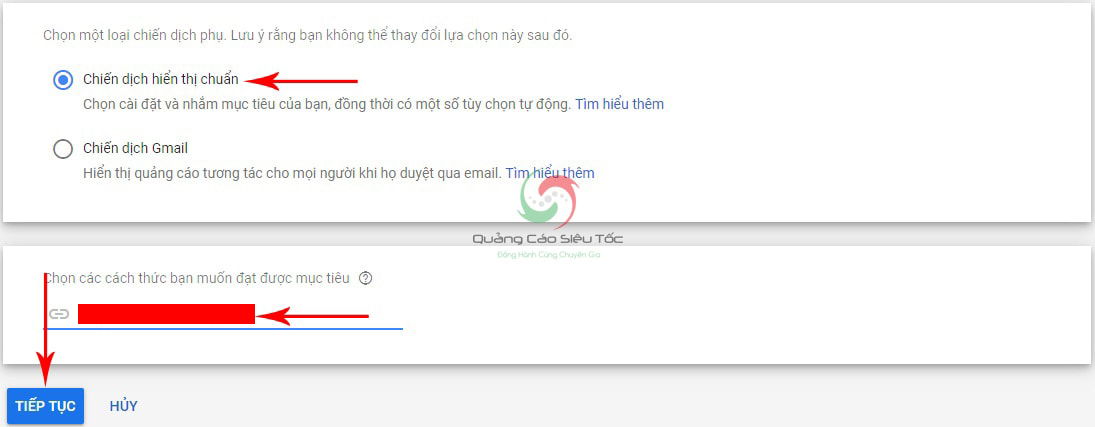 Chọn một loại chiến dịch phụ. Lưu ý rằng bạn không thể thay đổi lựa chọn này sau đó.
Chiến dịch hiển thị chuẩn
Chọn cài đặt và nhắm mục tiêu của bạn, đồng thời có một số tùy chọn tự động. Tìm hiểu thêm
Chiến dịch Gmail
Hiển thị quảng cáo tương tác cho mọi người khi họ duyệt qua email. Tìm hiểu thêm
Quảng Cáo Siêu Tốc
Đồng Hành Cùng Chuyên Gia
Chọn các cách thức bạn muốn đạt được mục tiêu
TIẾP TỤC HỦY